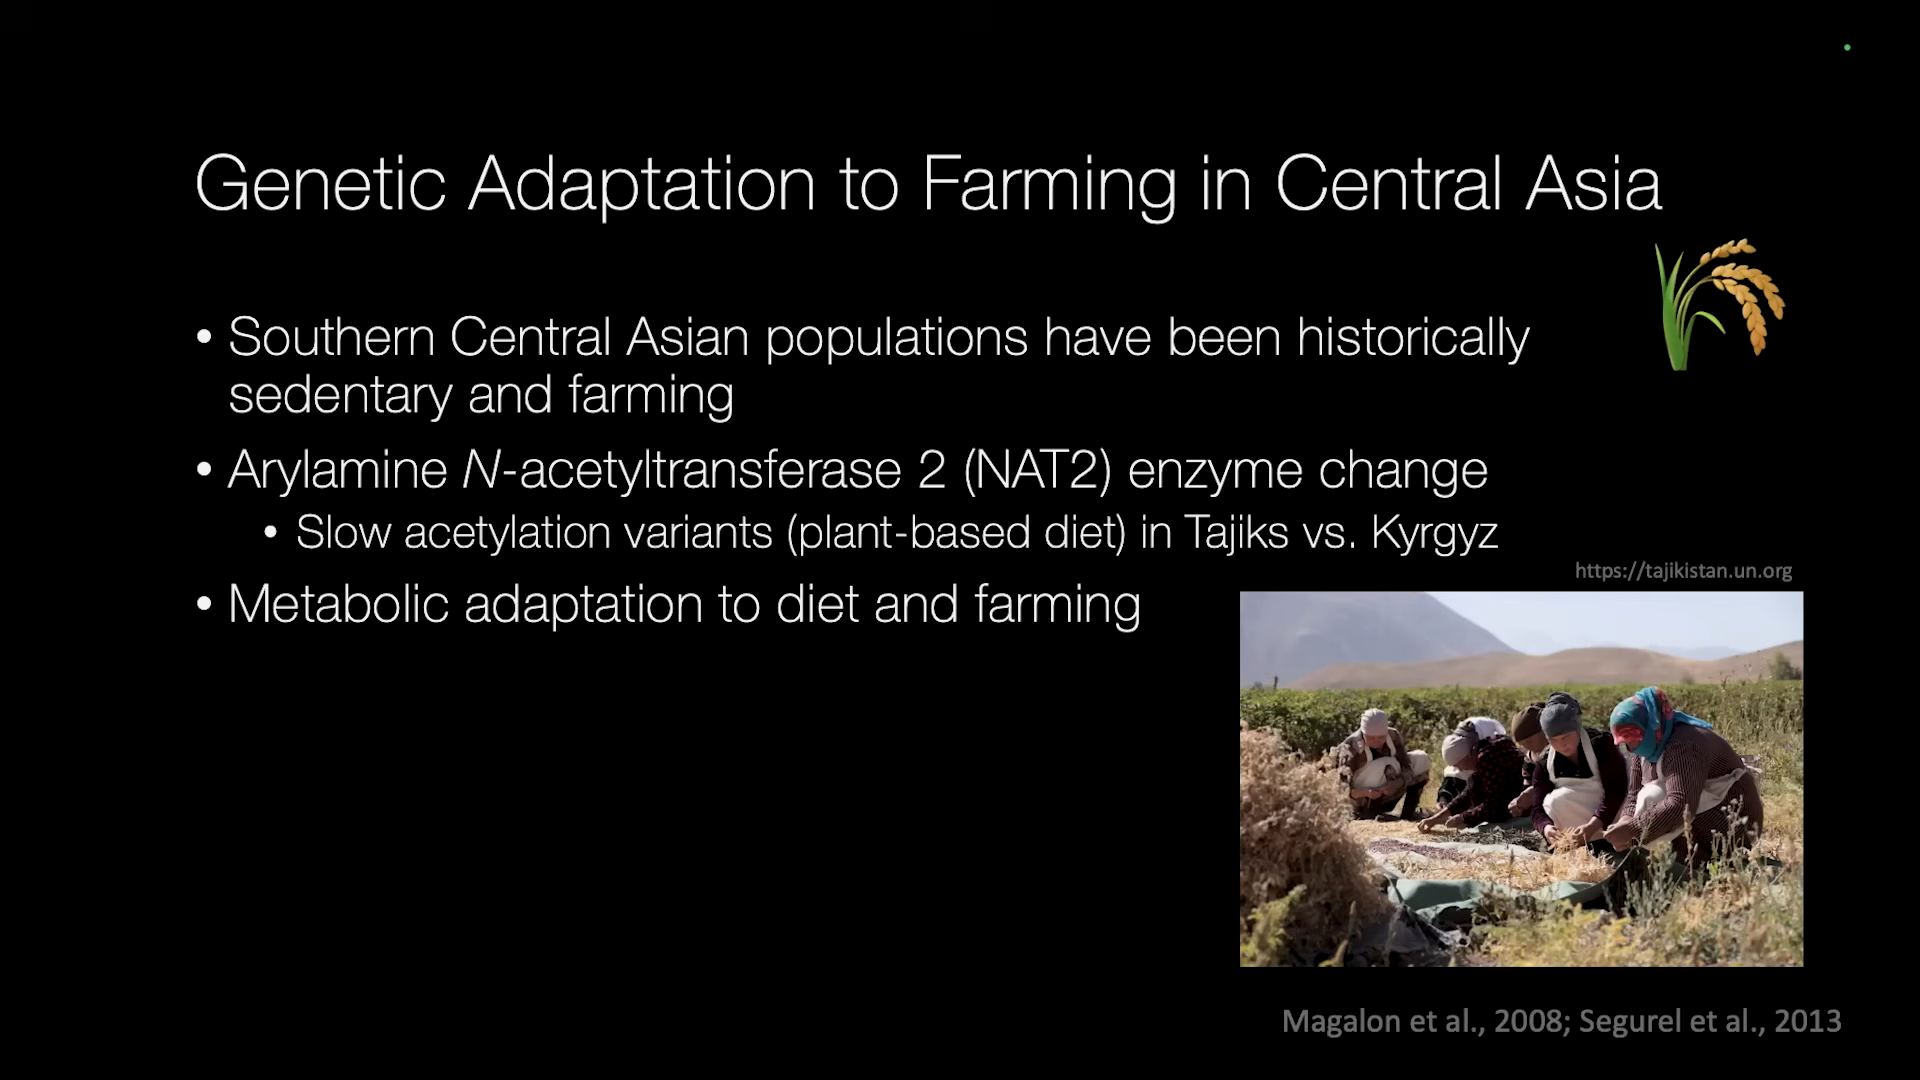 Genetic Adaptation to Farming in Central Asia
• Southern Central Asian populations have been historically
sedentary and farming
• Arylamine N-acetyltransferase 2 (NAT2) enzyme change
• Slow acetylation variants (plant-based diet) in Tajiks vs. Kyrgyz
• Metabolic adaptation to diet and farming
https://tajikistan.un.org
Magalon et al., 2008; Segurel et al., 2013